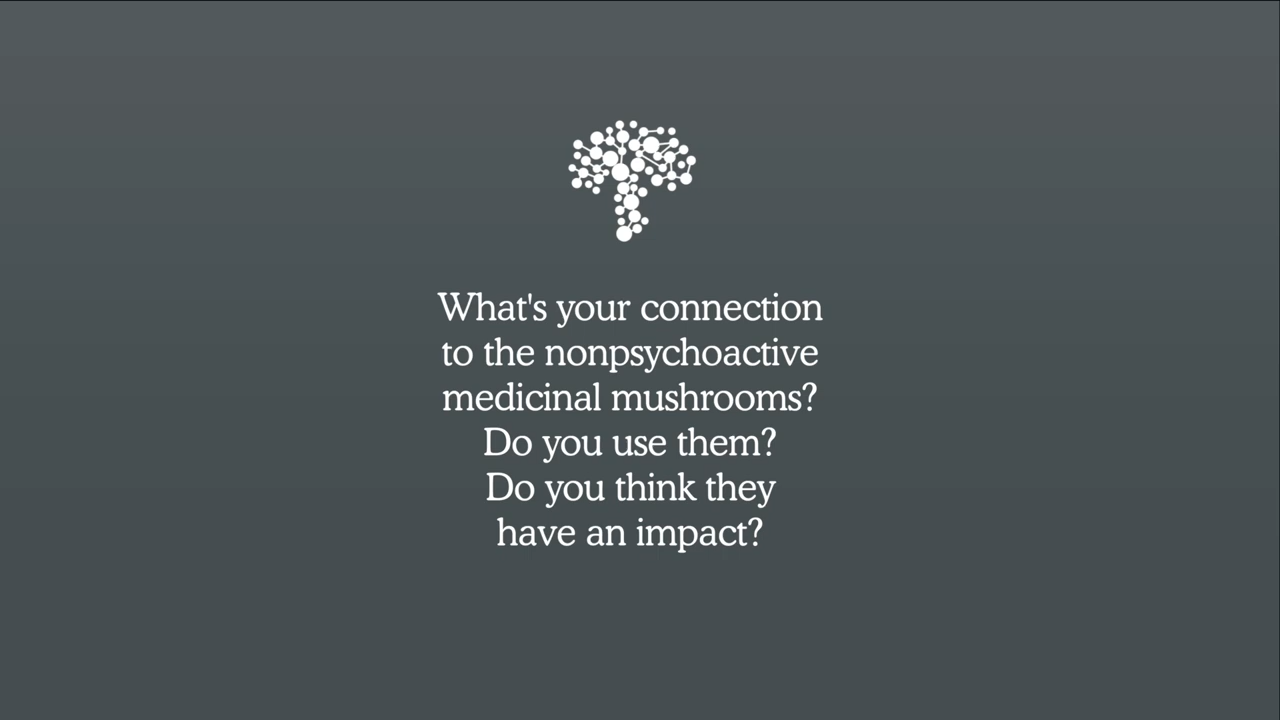 What's your connection
to the nonpsychoactive
medicinal mushrooms?
Do you use them?
Do you think they
have an impact?